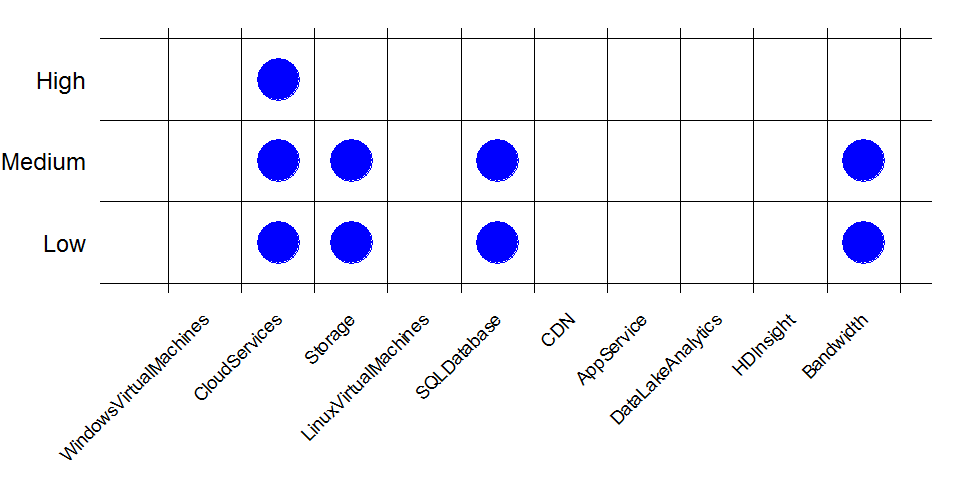 High
Medium
Low
WindowsVirtualMachines
CloudServices
Storage
LinuxVirtualMachines
SQLDatabase
CDN
AppService
DataLakeAnalytics
HDInsight
Bandwidth